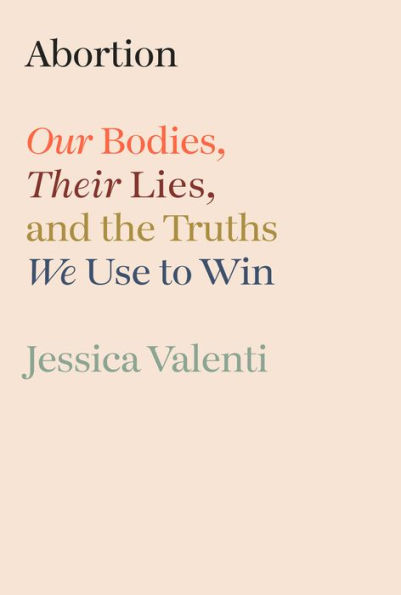 Abortion
Our Bodies,
Their Lies,
and the Truths
We Use to Win
Jessica Valenti